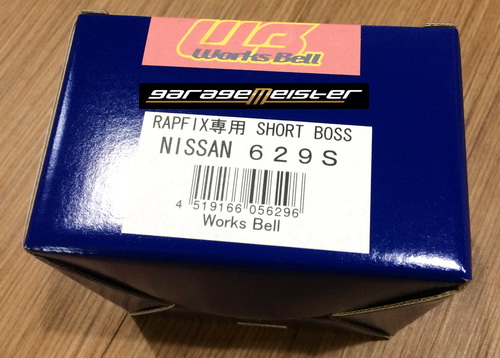 WB
Works Bell
garagemeister
RAPFIX専用 SHORT BOSS
NISSAN 629S
4 519166 056296
Works Bell